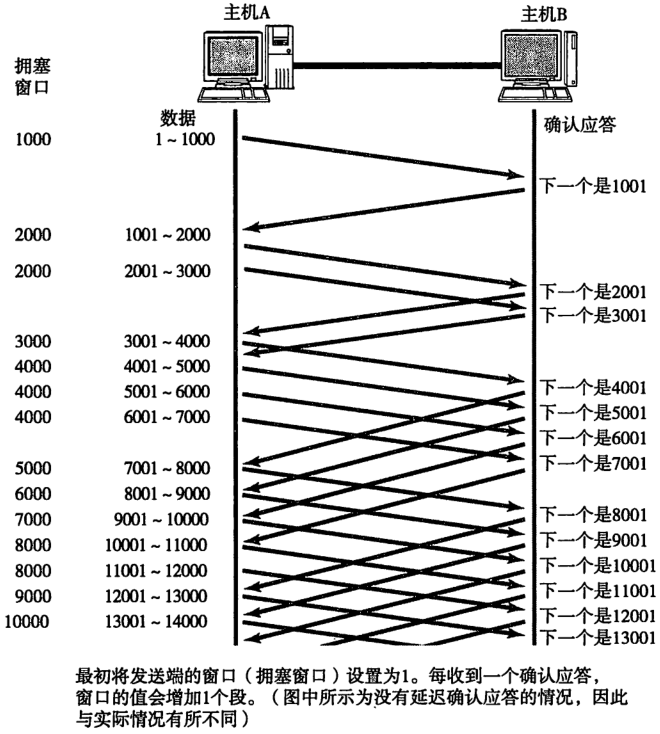 主机A 主机B
拥塞
窗口
数据 确认应答
1000 1~1000
下一个是1001
2000 1001~2000
2000 2001~3000
下一个是2001
下一个是3001
3000 3001~4000
4000 4001~5000
下一个是4001
4000 5001~6000
下一个是5001
4000 6001~7000
下一个是6001
下一个是7001
5000 7001~8000
6000 8001~9000
下一个是8001
7000 9001~10000
下一个是9001
8000 10001~11000
下一个是10001
8000 11001~12000
下一个是11001
9000 12001~13000
下一个是12001
10000 13001~14000
下一个是13001
最初将发送端的窗口（拥塞窗口）设置为1。每收到一个确认应答，
窗口的值会增加1个段。（图中所示为没有延迟确认应答的情况，因此
与实际情况有所不同）